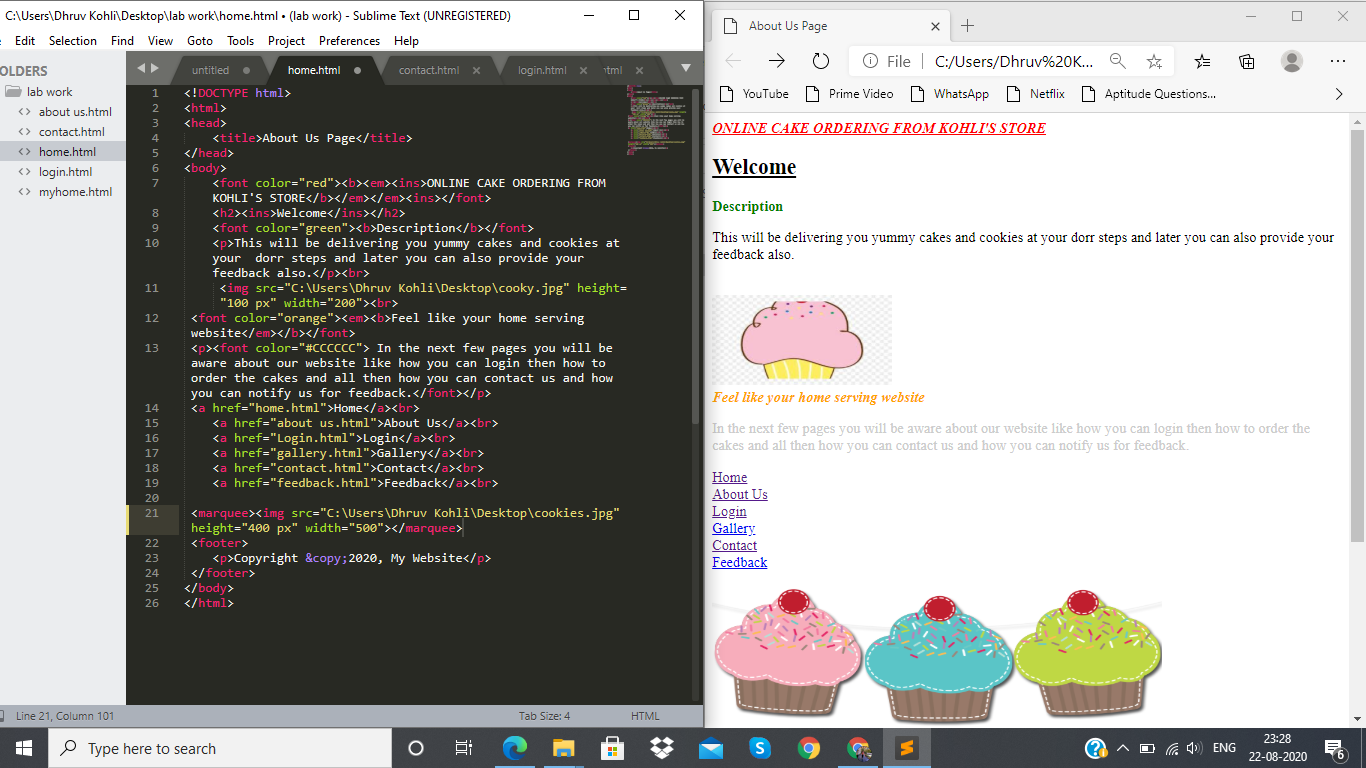 C:\Users\Dhruv Kohli\Desktop\lab work\home.html • (lab work) - Sublime Text (UNREGISTERED)
Edit Selection Find View Goto Tools Project Preferences Help
OLDERS
lab work
about us.html
contact.html
home.html
login.html
myhome.html
untitled home.html contact.html login.html html
1 <!DOCTYPE html>
2 <html>
3 <head>
4 <title>About Us Page</title>
5 </head>
6 <body>
7 <font color="red"><b><em><ins>ONLINE CAKE ORDERING FROM
KOHLI'S STORE</b></em></em><ins></font>
8 <h2><ins>Welcome</ins></h2>
9 <font color="green"><b>Description</b></font>
10 <p>This will be delivering you yummy cakes and cookies at
your  dorr steps and later you can also provide your
feedback also.</p><br>
11 <img src="C:\Users\Dhruv Kohli\Desktop\cooky.jpg" height=
"100 px" width="200"><br>
12 <font color="orange"><em><b>Feel like your home serving
website</em></b></font>
13 <p><font color="#CCCCCC"> In the next few pages you will be
aware about our website like how you can login then how to
order the cakes and all then how you can contact us and how
you can notify us for feedback.</font></p>
14 <a href="home.html">Home</a><br>
15 <a href="about us.html">About Us</a><br>
16 <a href="Login.html">Login</a><br>
17 <a href="gallery.html">Gallery</a><br>
18 <a href="contact.html">Contact</a><br>
19 <a href="feedback.html">Feedback</a><br>
20
21 <marquee><img src="C:\Users\Dhruv Kohli\Desktop\cookies.jpg"
height="400 px" width="500"></marquee>
22 <footer>
23 <p>Copyright &copy;2020, My Website</p>
24 </footer>
25 </body>
26 </html>
Line 21, Column 101 Tab Size: 4 HTML
About Us Page
File C:/Users/Dhruv%20K...
YouTube Prime Video WhatsApp Netflix Aptitude Questions...
ONLINE CAKE ORDERING FROM KOHLI'S STORE
Welcome
Description
This will be delivering you yummy cakes and cookies at your dorr steps and later you can also provide your
feedback also.
Feel like your home serving website
In the next few pages you will be aware about our website like how you can login then how to order the
cakes and all then how you can contact us and how you can notify us for feedback.
Home
About Us
Login
Gallery
Contact
Feedback
Type here to search
ENG
23:28
22-08-2020
6